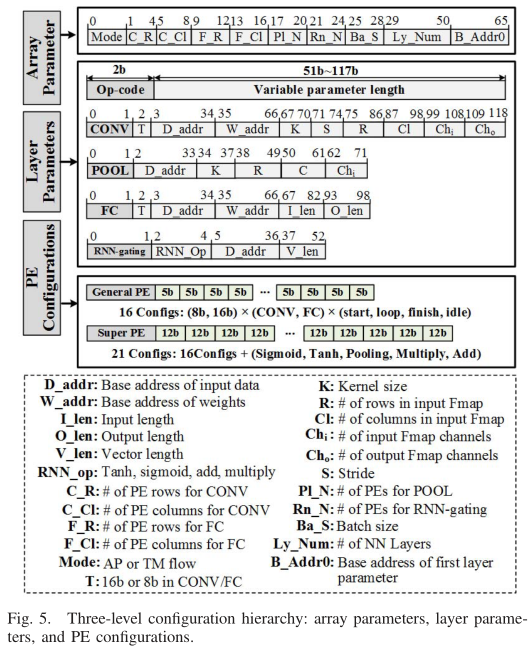 Array Parameter
0 1 4 5 8 9 12 13 16 17 20 21 24 25 28 29 50 65
Mode C_R C_Cl F_R F_Cl Pl_N Rn_N Ba_S Ly_Num B_Addr0
Layer Parameters
2b 51b~117b
Op-code Variable parameter length
0 1 2 3 34 35 66 67 70 71 74 75 86 87 98 99 108 109 118
CONV T D_addr W_addr K S R Cl Chi Cho
0 1 2 33 34 37 38 49 50 61 62 71
POOL D_addr K R C Chi
0 1 2 3 34 35 66 67 82 93 98
FC T D_addr W_addr I_len O_len
0 1 2 4 5 36 37 52
RNN-gating RNN_Op D_addr V_len
PE Configurations
General PE 5b 5b 5b 5b ... 5b 5b 5b 5b
16 Configs: (8b, 16b) × (CONV, FC) × (start, loop, finish, idle)
Super PE 12b 12b 12b 12b ... 12b 12b 12b 12b 12b
21 Configs: 16Configs + (Sigmoid, Tanh, Pooling, Multiply, Add)
D_addr: Base address of input data
W_addr: Base address of weights
I_len: Input length
O_len: Output length
V_len: Vector length
RNN_op: Tanh, sigmoid, add, multiply
C_R: # of PE rows for CONV
C_Cl: # of PE columns for CONV
F_R: # of PE rows for FC
F_Cl: # of PE columns for FC
Mode: AP or TM flow
T: 16b or 8b in CONV/FC
K: Kernel size
R: # of rows in input Fmap
Cl: # of columns in input Fmap
Chi: # of input Fmap channels
Cho: # of output Fmap channels
S: Stride
Pl_N: # of PEs for POOL
Rn_N: # of PEs for RNN-gating
Ba_S: Batch size
Ly_Num: # of NN Layers
B_Addr0: Base address of first layer
parameter
Fig. 5. Three-level configuration hierarchy: array parameters, layer parame-
ters, and PE configurations.